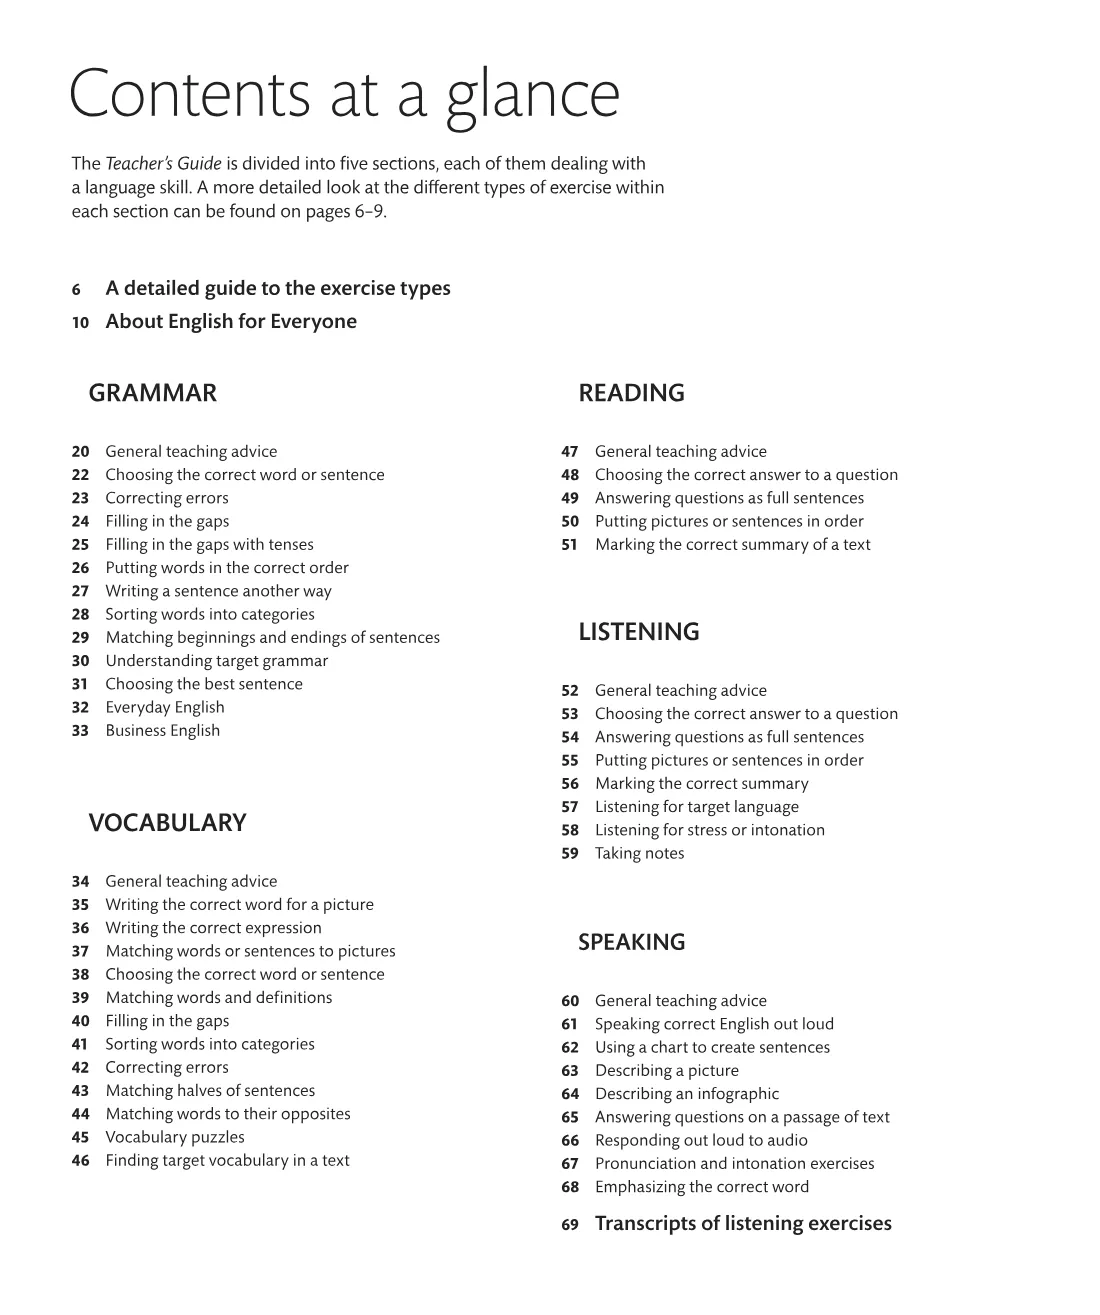 Contents at a glance
The Teacher's Guide is divided into five sections, each of them dealing with
a language skill. A more detailed look at the different types of exercise within
each section can be found on pages 6–9.
6 A detailed guide to the exercise types
10 About English for Everyone
GRAMMAR
20 General teaching advice
22 Choosing the correct word or sentence
23 Correcting errors
24 Filling in the gaps
25 Filling in the gaps with tenses
26 Putting words in the correct order
27 Writing a sentence another way
28 Sorting words into categories
29 Matching beginnings and endings of sentences
30 Understanding target grammar
31 Choosing the best sentence
32 Everyday English
33 Business English
VOCABULARY
34 General teaching advice
35 Writing the correct word for a picture
36 Writing the correct expression
37 Matching words or sentences to pictures
38 Choosing the correct word or sentence
39 Matching words and definitions
40 Filling in the gaps
41 Sorting words into categories
42 Correcting errors
43 Matching halves of sentences
44 Matching words to their opposites
45 Vocabulary puzzles
46 Finding target vocabulary in a text
READING
47 General teaching advice
48 Choosing the correct answer to a question
49 Answering questions as full sentences
50 Putting pictures or sentences in order
51 Marking the correct summary of a text
LISTENING
52 General teaching advice
53 Choosing the correct answer to a question
54 Answering questions as full sentences
55 Putting pictures or sentences in order
56 Marking the correct summary
57 Listening for target language
58 Listening for stress or intonation
59 Taking notes
SPEAKING
60 General teaching advice
61 Speaking correct English out loud
62 Using a chart to create sentences
63 Describing a picture
64 Describing an infographic
65 Answering questions on a passage of text
66 Responding out loud to audio
67 Pronunciation and intonation exercises
68 Emphasizing the correct word
69 Transcripts of listening exercises